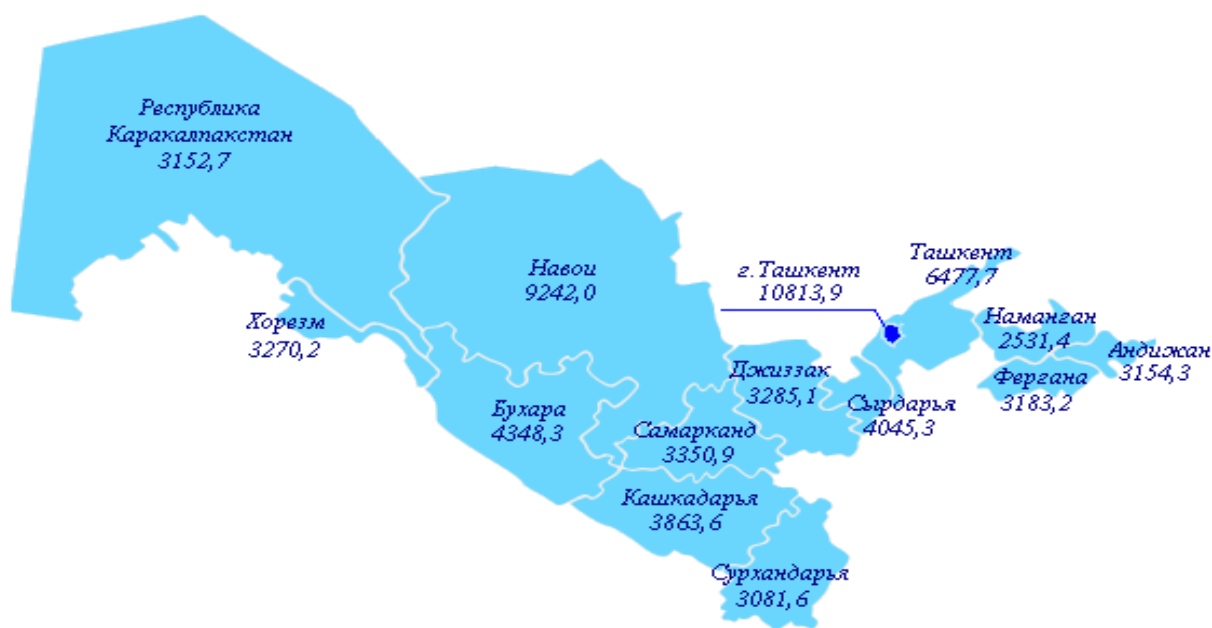 Республика
Каракалпакстан
3152,7
Навои
9242,0
г.Ташкент
10813,9
Ташкент
6477,7
Хорезм
3270,2
Наманган
2531,4
Андижан
3154,3
Джиззак
3285,1
Фергана
3183,2
Бухара
4348,3
Сырдарья
4045,3
Самарканд
3350,9
Кашкадарья
3863,6
Сурхандарья
3081,6